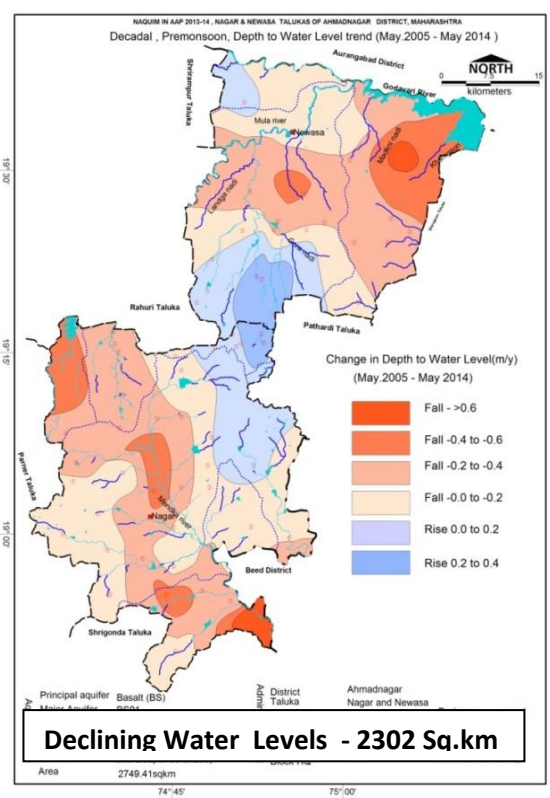 NAQUIM IN AAP 2013-14 , NAGAR & NEWASA TALUKAS OF AHMADNAGAR DISTRICT, MAHARASHTRA
Decadal , Premonsoon, Depth to Water Level trend (May.2005 - May 2014 )
Aurangabad District
NORTH
0 7.5 15
kilometers
Shrirampur Taluka
Godavari River
Mula river
Newasa
19°30'
Landga nadi
Rahuri Taluka
Pathardi Taluka
19°15'
Change in Depth to Water Level(m/y)
(May.2005 - May 2014)
Fall - >0.6
Fall -0.4 to -0.6
Fall -0.2 to -0.4
Fall -0.0 to -0.2
Rise 0.0 to 0.2
Rise 0.2 to 0.4
Parner Taluka
Nagar
river
19°00'
Beed District
Shrigonda Taluka
Principal aquifer Basalt (BS)
District
Taluka
Ahmadnagar
Nagar and Newasa
Declining Water Levels - 2302 Sq.km
Area 2749.41sqkm
74°45' 75°00'